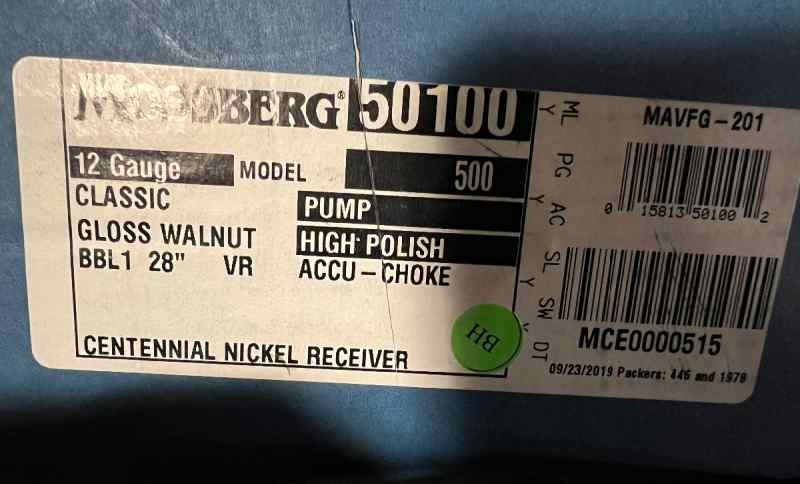 MOSSBERG® 50100
12 Gauge MODEL 500
CLASSIC PUMP
GLOSS WALNUT HIGH POLISH
BBL1 28" VR ACCU-CHOKE
CENTENNIAL NICKEL RECEIVER
BH
ML PG AC SL SW DT
Y Y Y Y
MAVFG-201
0 15813 50100 2
MCE0000515
09/23/2019 Packers: 446 and 1978